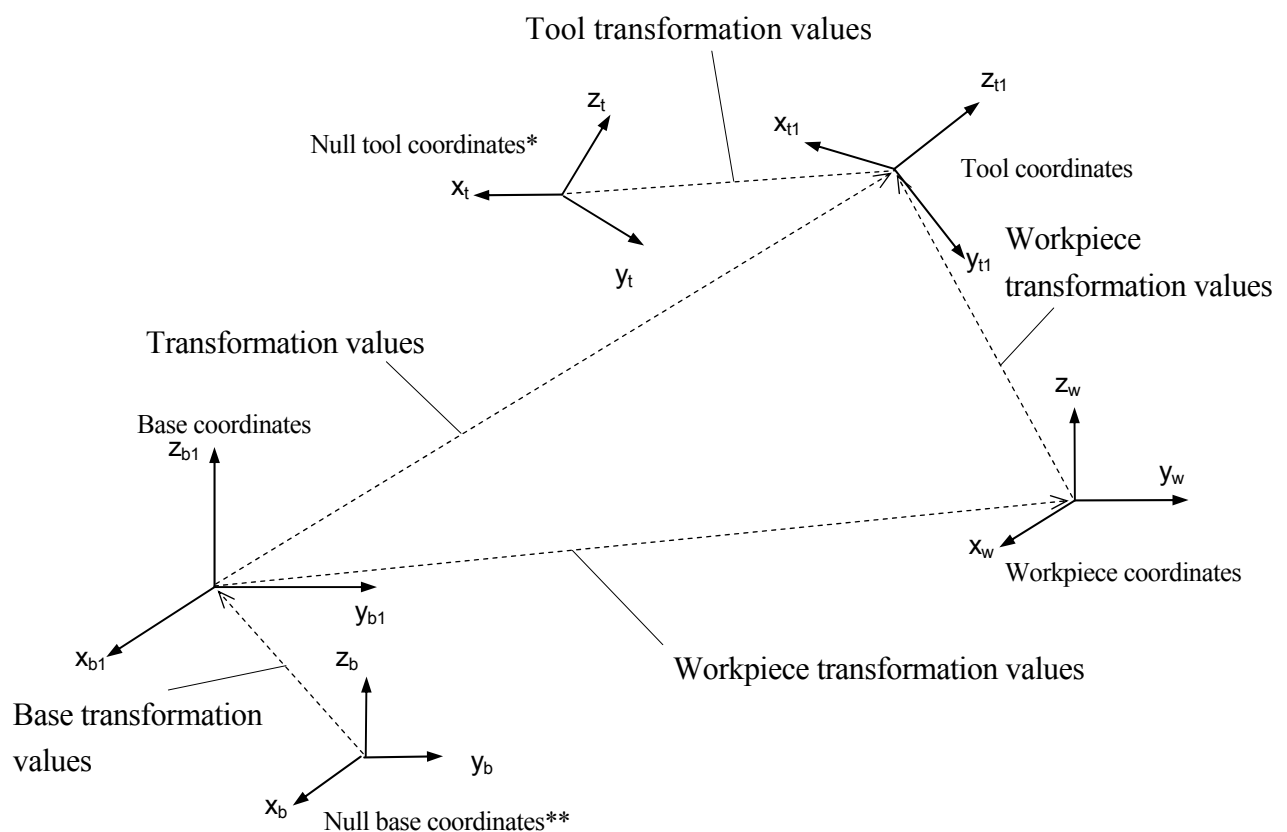 Tool transformation values
z_t1
z_t
x_t1
Null tool coordinates*
Tool coordinates
x_t
Workpiece
transformation values
y_t1
y_t
Transformation values
z_w
Base coordinates
z_b1
y_w
x_w
Workpiece coordinates
y_b1
x_b1
z_b
Workpiece transformation values
Base transformation
values
y_b
x_b
Null base coordinates**